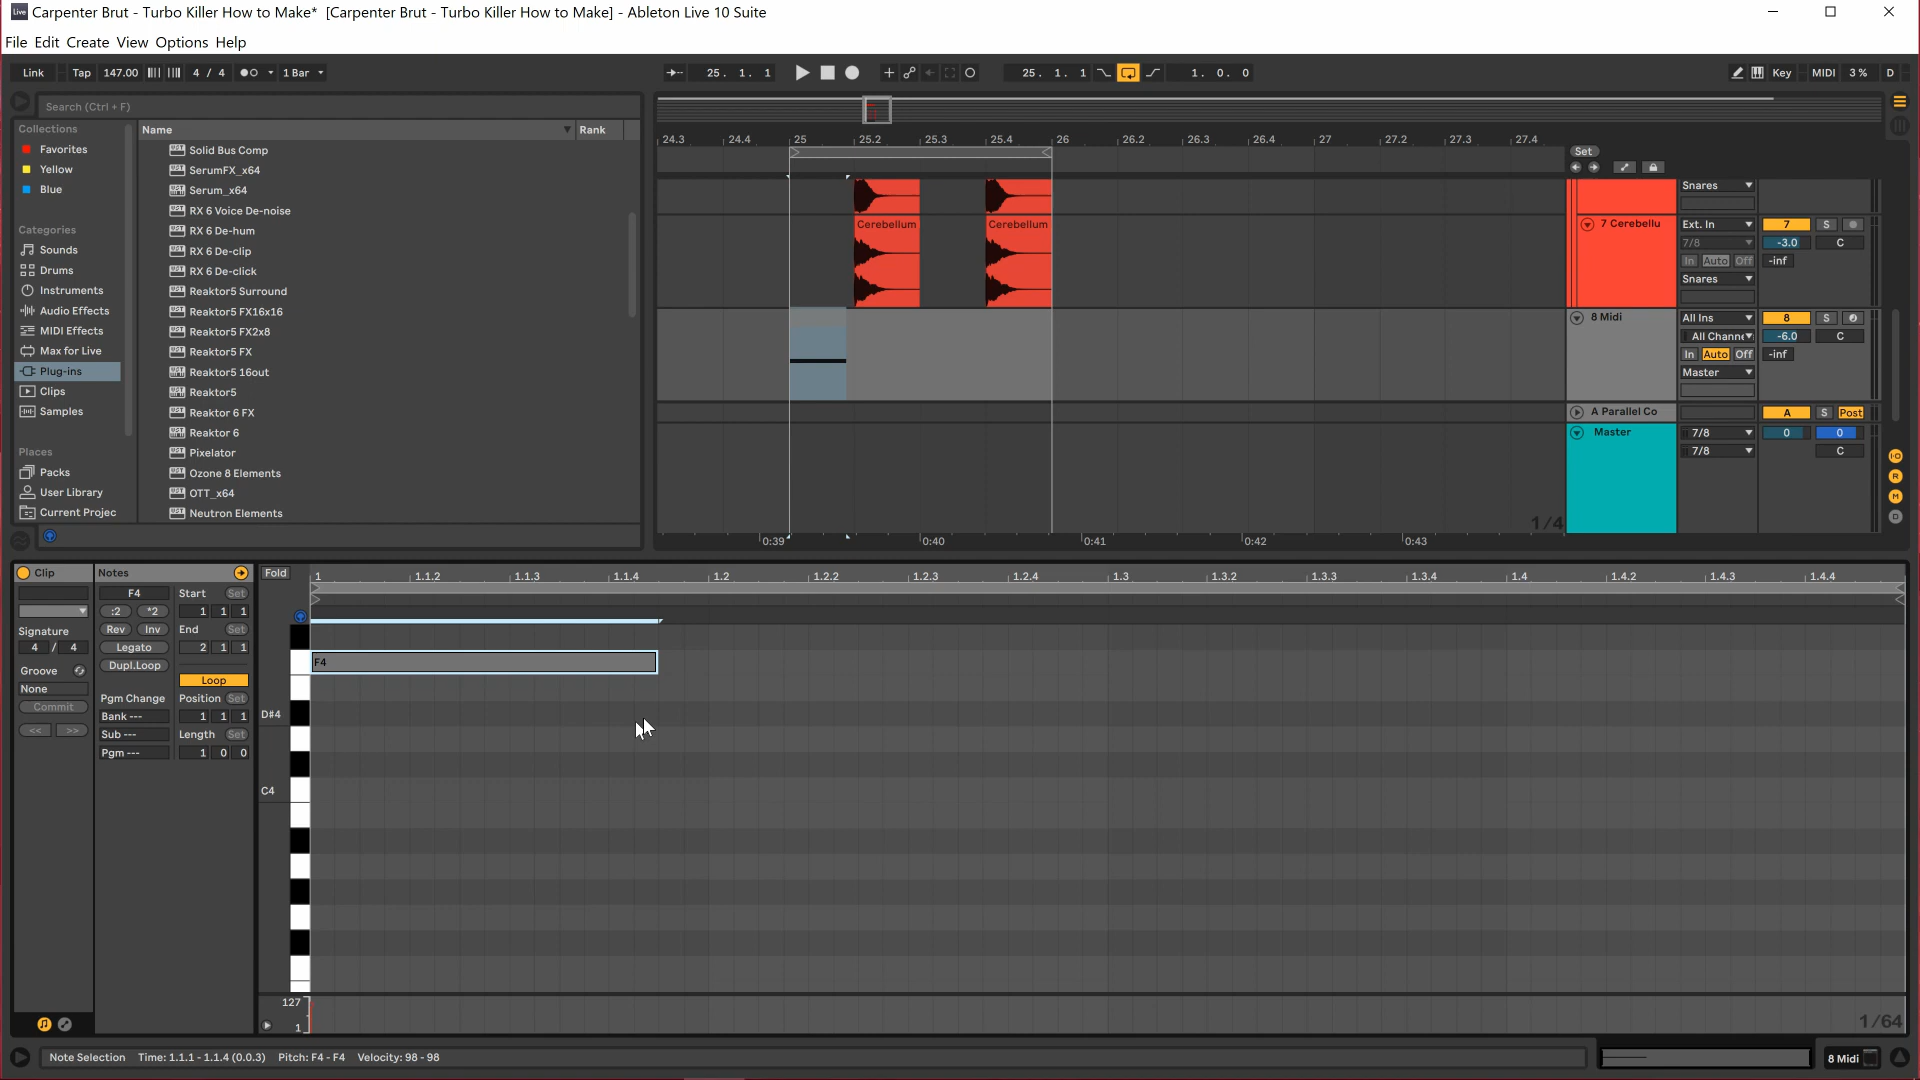 Live Carpenter Brut - Turbo Killer How to Make* [Carpenter Brut - Turbo Killer How to Make] - Ableton Live 10 Suite
File Edit Create View Options Help
Link Tap 147.00 4 / 4 1 Bar 25. 1. 1 25. 1. 1 1. 0. 0 Key MIDI 3 % D
Search (Ctrl + F)
Collections
Favorites
Yellow
Blue
Categories
Sounds
Drums
Instruments
Audio Effects
MIDI Effects
Max for Live
Plug-ins
Clips
Samples
Places
Packs
User Library
Current Projec
Name Rank
Solid Bus Comp
SerumFX_x64
Serum_x64
RX 6 Voice De-noise
RX 6 De-hum
RX 6 De-clip
RX 6 De-click
Reaktor5 Surround
Reaktor5 FX16x16
Reaktor5 FX2x8
Reaktor5 FX
Reaktor5 16out
Reaktor5
Reaktor 6 FX
Reaktor 6
Pixelator
Ozone 8 Elements
OTT_x64
Neutron Elements
24.3 24.4 25 25.2 25.3 25.4 26 26.2 26.3 26.4 27 27.2 27.3 27.4
Set
Cerebellum Cerebellum
Snares
7 Cerebellu Ext. In 7 S
7/8 -3.0 C
In Auto Off -inf
Snares
8 Midi All Ins 8 S
All Channe -6.0 C
In Auto Off -inf
Master
A Parallel Co A S Post
Master 7/8 0 0
7/8 C
1/4
0:39 0:40 0:41 0:42 0:43
I·O
R
M
D
Clip
Signature
4 / 4
Groove
None
Commit
<< >>
Notes
F4
:2 *2
Rev Inv
Legato
Dupl.Loop
Pgm Change
Bank ---
Sub ---
Pgm ---
Start Set
1 1 1
End Set
2 1 1
Loop
Position Set
1 1 1
Length Set
1 0 0
Fold
1 1.1.2 1.1.3 1.1.4 1.2 1.2.2 1.2.3 1.2.4 1.3 1.3.2 1.3.3 1.3.4 1.4 1.4.2 1.4.3 1.4.4
F4
D#4
C4
127
1
1/64
Note Selection Time: 1.1.1 - 1.1.4 (0.0.3) Pitch: F4 - F4 Velocity: 98 - 98
8 Midi